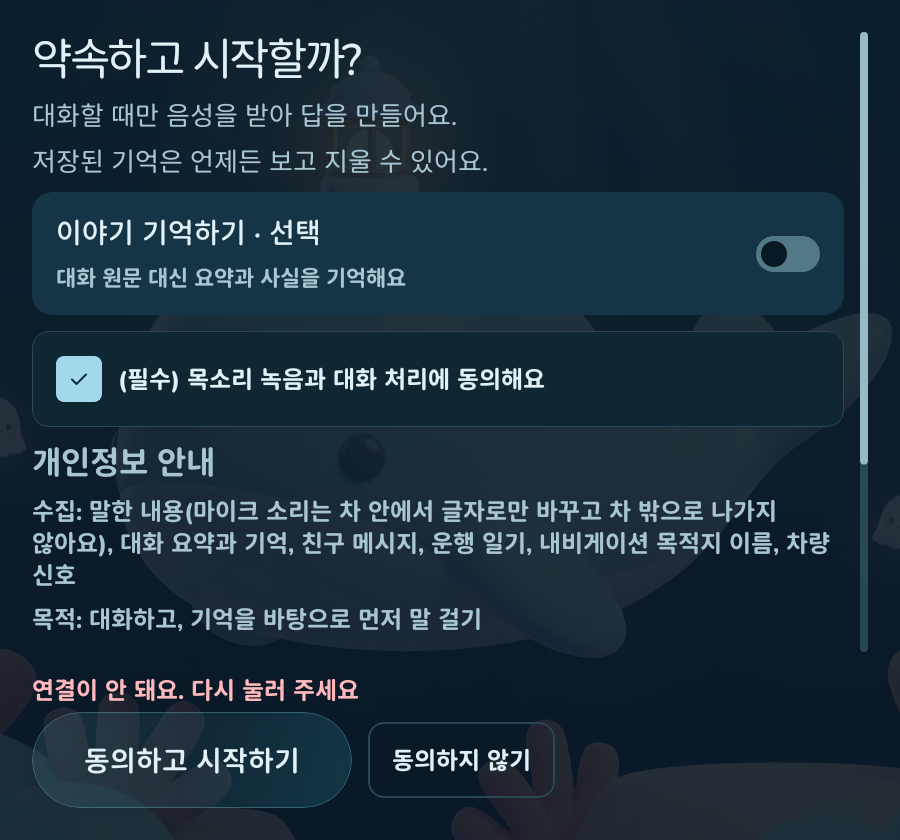 약속하고 시작할까?
대화할 때만 음성을 받아 답을 만들어요.
저장된 기억은 언제든 보고 지울 수 있어요.
이야기 기억하기 · 선택
대화 원문 대신 요약과 사실을 기억해요
(필수) 목소리 녹음과 대화 처리에 동의해요
개인정보 안내
수집: 말한 내용(마이크 소리는 차 안에서 글자로만 바꾸고 차 밖으로 나가지
않아요), 대화 요약과 기억, 친구 메시지, 운행 일기, 내비게이션 목적지 이름, 차량
신호
목적: 대화하고, 기억을 바탕으로 먼저 말 걸기
연결이 안 돼요. 다시 눌러 주세요
동의하고 시작하기
동의하지 않기